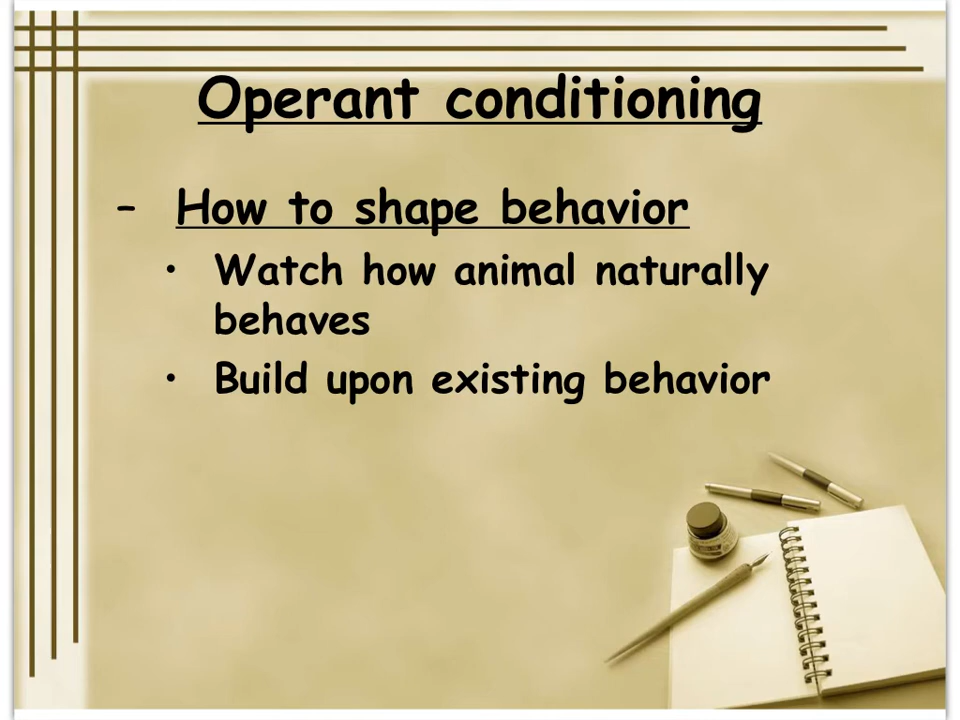 Operant conditioning
– How to shape behavior
• Watch how animal naturally
behaves
• Build upon existing behavior